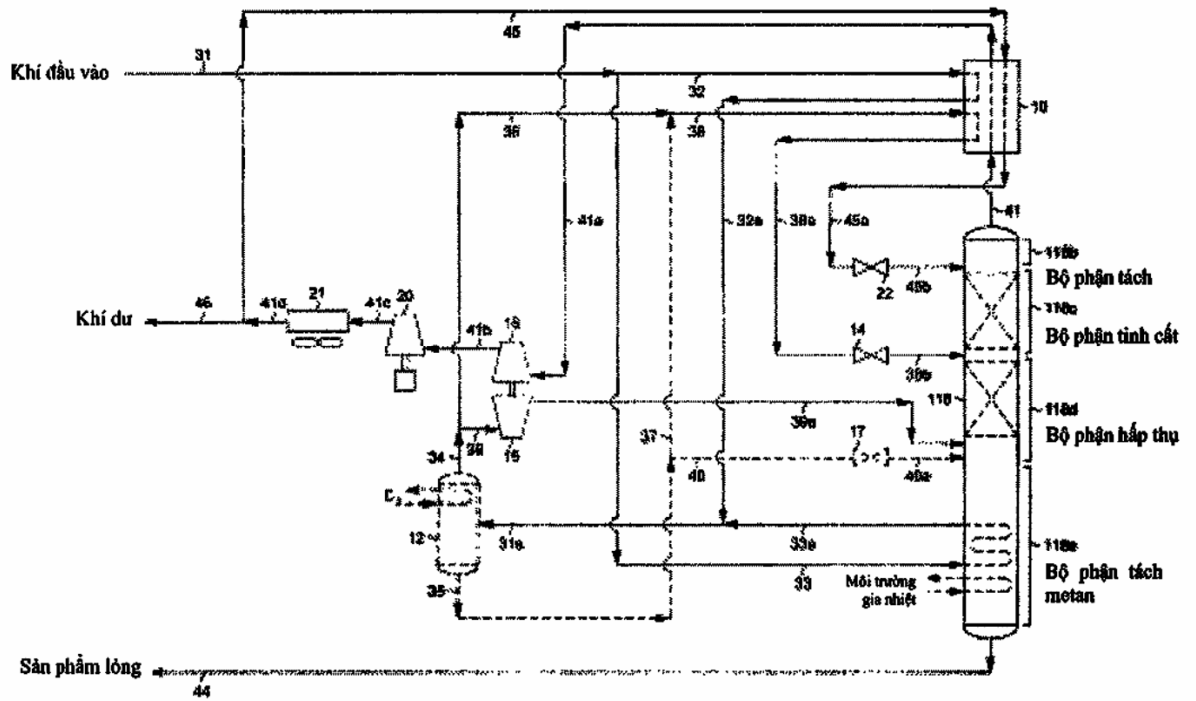 45
31
Khí đầu vào
32
10
36
38
41
41a
32a
38a
45a
118b
Bộ phận tách
22
45b
118c
46
41d
21
41c
20
Khí dư
41b
14
Bộ phận tinh cất
38b
118
118d
39a
37
17
Bộ phận hấp thụ
34
39
40
40a
12
31a
33a
118e
35
33
Bộ phận tách
metan
Môi trường
gia nhiệt
Sản phẩm lỏng
44